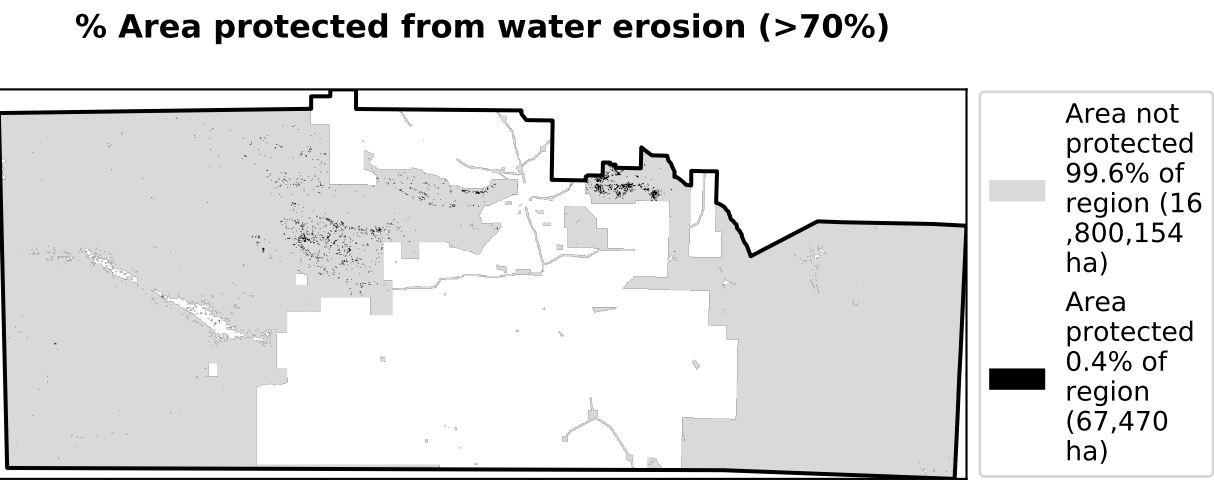 % Area protected from water erosion (>70%)
Area not
protected
99.6% of
region (16
,800,154
ha)
Area
protected
0.4% of
region
(67,470
ha)